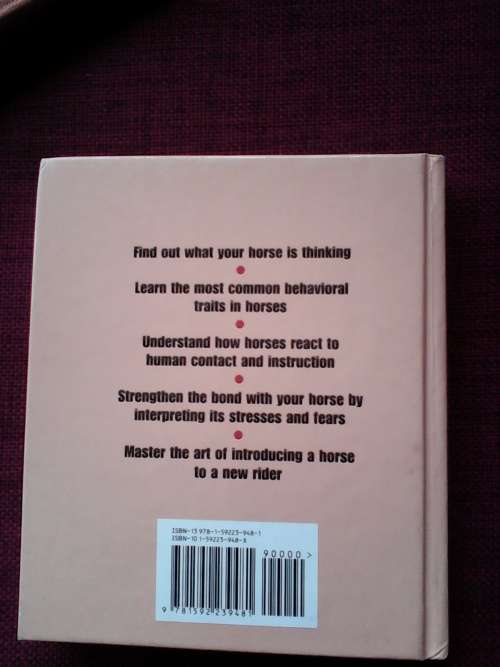 Find out what your horse is thinking
Learn the most common behavioral
traits in horses
Understand how horses react to
human contact and instruction
Strengthen the bond with your horse by
interpreting its stresses and fears
Master the art of introducing a horse
to a new rider
ISBN-13 978-1-59223-948-1
ISBN-10 1-59223-948-X
90000>
9 781592 239481